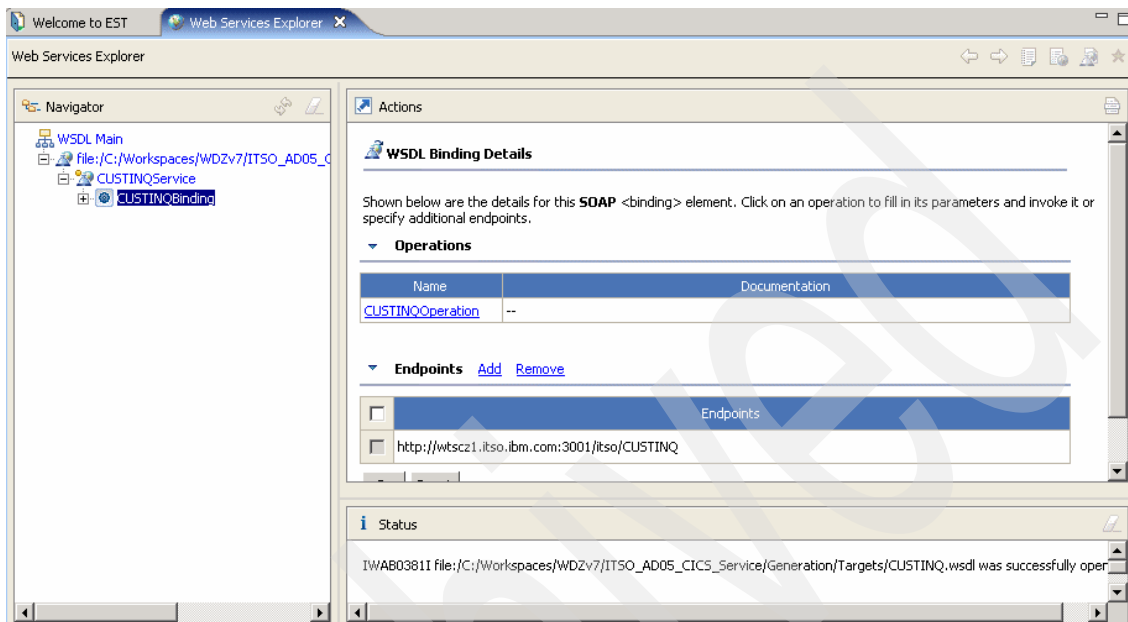 Welcome to EST
Web Services Explorer
Web Services Explorer
Navigator
WSDL Main
file:/C:/Workspaces/WDZv7/ITSO_AD05_C
CUSTINQService
CUSTINQBinding
Actions
WSDL Binding Details
Shown below are the details for this SOAP <binding> element. Click on an operation to fill in its parameters and invoke it or
specify additional endpoints.
Operations
Name Documentation
CUSTINQOperation --
Endpoints Add Remove
Endpoints
http://wtscz1.itso.ibm.com:3001/itso/CUSTINQ
i Status
IWAB0381I file:/C:/Workspaces/WDZv7/ITSO_AD05_CICS_Service/Generation/Targets/CUSTINQ.wsdl was successfully oper